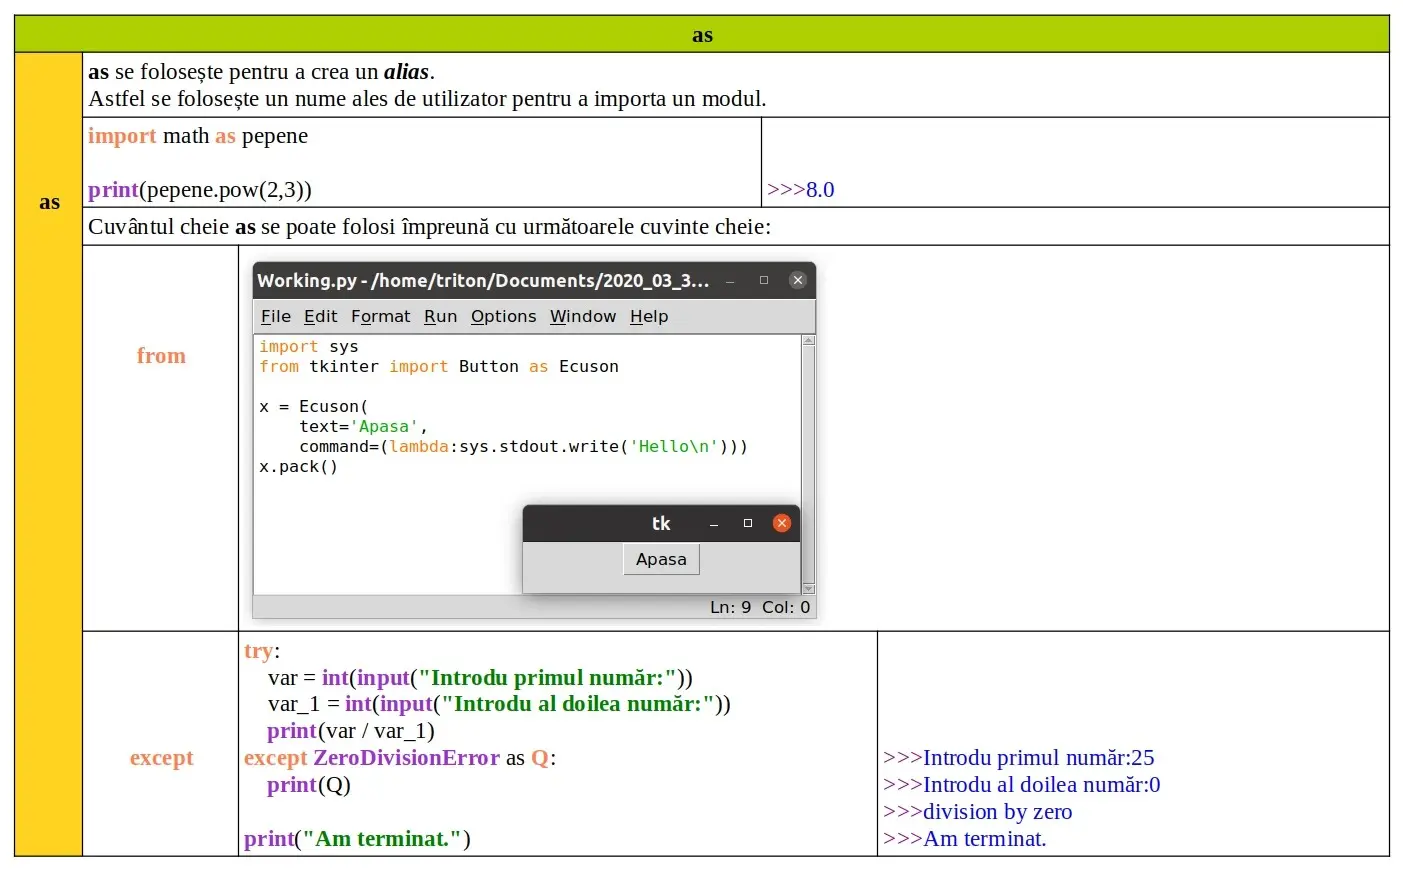 as
as se folosește pentru a crea un alias.
Astfel se folosește un nume ales de utilizator pentru a importa un modul.
as
import math as pepene
print(pepene.pow(2,3))
>>>8.0
Cuvântul cheie as se poate folosi împreună cu următoarele cuvinte cheie:
from
Working.py - /home/triton/Documents/2020_03_3...
File Edit Format Run Options Window Help
import sys
from tkinter import Button as Ecuson
x = Ecuson(
    text='Apasa',
    command=(lambda:sys.stdout.write('Hello\n')))
x.pack()
tk
Apasa
Ln: 9 Col: 0
except
try:
    var = int(input("Introdu primul număr:"))
    var_1 = int(input("Introdu al doilea număr:"))
    print(var / var_1)
except ZeroDivisionError as Q:
    print(Q)
print("Am terminat.")
>>>Introdu primul număr:25
>>>Introdu al doilea număr:0
>>>division by zero
>>>Am terminat.